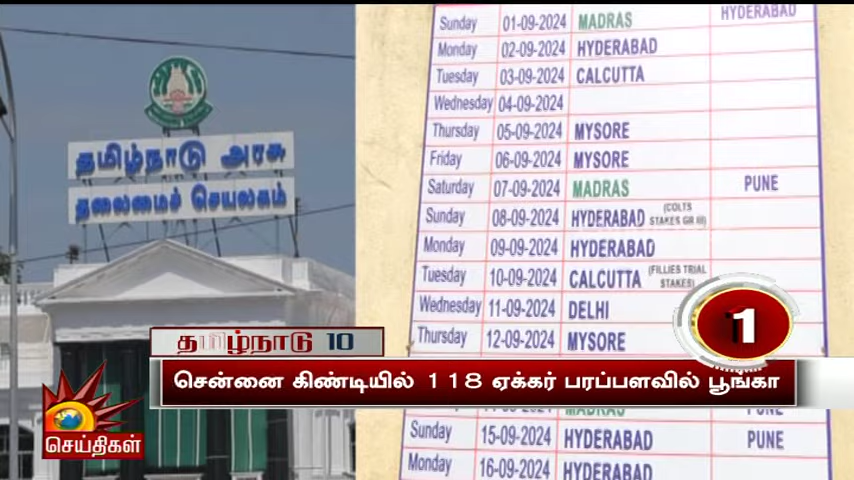 தமிழ்நாடு அரசு
தலைமைச் செயலகம்
HYDERABAD
Sunday 01-09-2024 MADRAS
Monday 02-09-2024 HYDERABAD
Tuesday 03-09-2024 CALCUTTA
Wednesday 04-09-2024
Thursday 05-09-2024 MYSORE
Friday 06-09-2024 MYSORE
Saturday 07-09-2024 MADRAS PUNE
Sunday 08-09-2024 HYDERABAD (COLTS STAKES GR III)
Monday 09-09-2024 HYDERABAD
Tuesday 10-09-2024 CALCUTTA (FILLIES TRIAL STAKES)
Wednesday 11-09-2024 DELHI
Thursday 12-09-2024 MYSORE
1
தமிழ்நாடு 10
சென்னை கிண்டியில் 118 ஏக்கர் பரப்பளவில் பூங்கா
செய்திகள்
MADRAS PUNE
Sunday 15-09-2024 HYDERABAD PUNE
Monday 16-09-2024 HYDERABAD